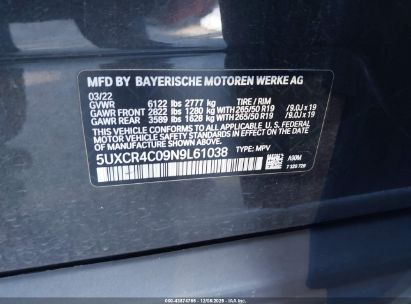 MFD BY BAYERISCHE MOTOREN WERKE AG
03/22
GVWR 6122 lbs 2777 kg TIRE / RIM
GAWR FRONT 2822 lbs 1280 kg WITH 265/50 R19 /9.0J x 19
GAWR REAR 3589 lbs 1628 kg WITH 265/50 R19 /9.0J x 19
THIS VEHICLE CONFORMS TO ALL APPLICABLE U.S. FEDERAL
MOTOR VEHICLE SAFETY STANDARDS IN EFFECT ON THE DATE OF
MANUFACTURE SHOWN ABOVE.
5UXCR4C09N9L61038 TYPE: MPV
A90M